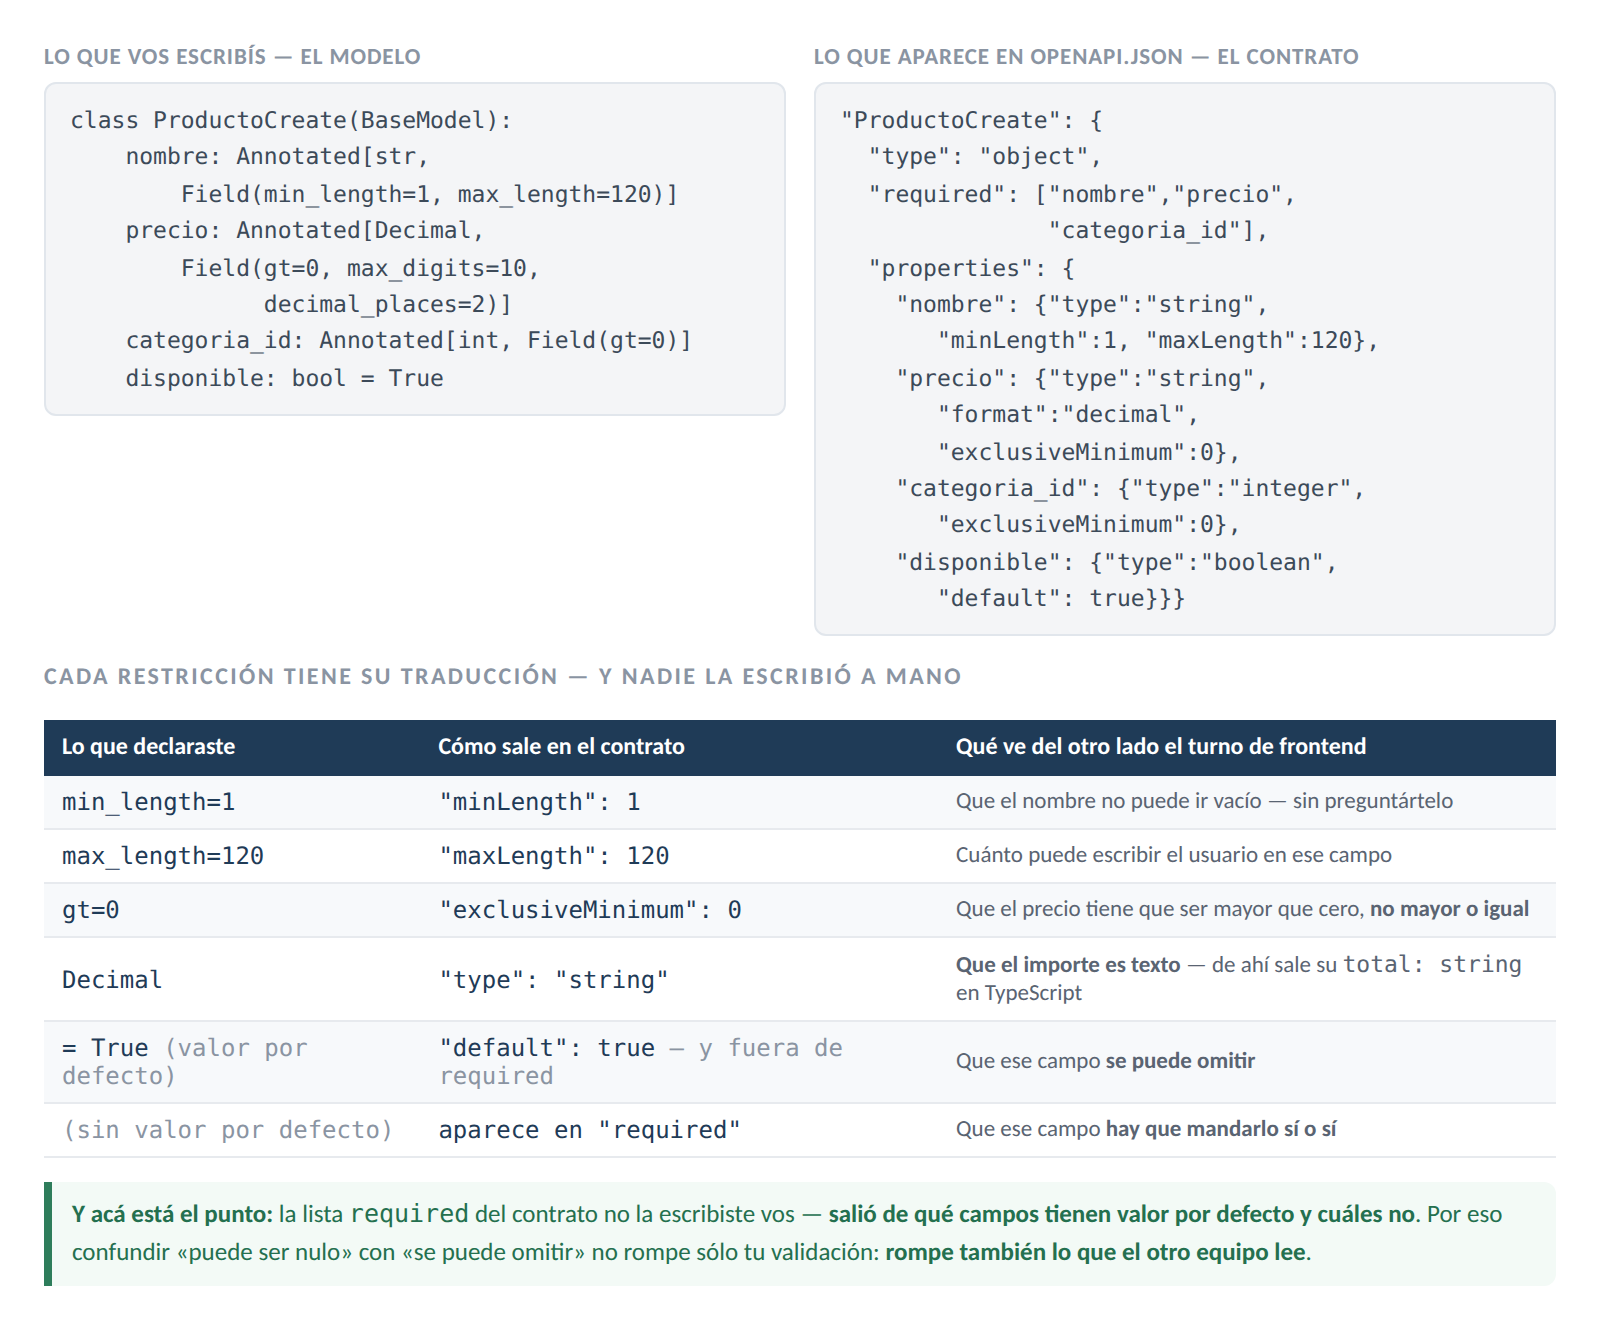 LO QUE VOS ESCRIBÍS — EL MODELO
class ProductoCreate(BaseModel):
    nombre: Annotated[str,
        Field(min_length=1, max_length=120)]
    precio: Annotated[Decimal,
        Field(gt=0, max_digits=10,
              decimal_places=2)]
    categoria_id: Annotated[int, Field(gt=0)]
    disponible: bool = True
LO QUE APARECE EN OPENAPI.JSON — EL CONTRATO
"ProductoCreate": {
  "type": "object",
  "required": ["nombre","precio",
               "categoria_id"],
  "properties": {
    "nombre": {"type":"string",
       "minLength":1, "maxLength":120},
    "precio": {"type":"string",
       "format":"decimal",
       "exclusiveMinimum":0},
    "categoria_id": {"type":"integer",
       "exclusiveMinimum":0},
    "disponible": {"type":"boolean",
       "default": true}}}
CADA RESTRICCIÓN TIENE SU TRADUCCIÓN — Y NADIE LA ESCRIBIÓ A MANO
Lo que declaraste	Cómo sale en el contrato	Qué ve del otro lado el turno de frontend
min_length=1	"minLength": 1	Que el nombre no puede ir vacío — sin preguntártelo
max_length=120	"maxLength": 120	Cuánto puede escribir el usuario en ese campo
gt=0	"exclusiveMinimum": 0	Que el precio tiene que ser mayor que cero, no mayor o igual
Decimal	"type": "string"	Que el importe es texto — de ahí sale su total: string
en TypeScript
= True (valor por
defecto)
"default": true — y fuera de
required
Que ese campo se puede omitir
(sin valor por defecto)	aparece en "required"	Que ese campo hay que mandarlo sí o sí
Y acá está el punto: la lista required del contrato no la escribiste vos — salió de qué campos tienen valor por defecto y cuáles no. Por eso
confundir «puede ser nulo» con «se puede omitir» no rompe sólo tu validación: rompe también lo que el otro equipo lee.